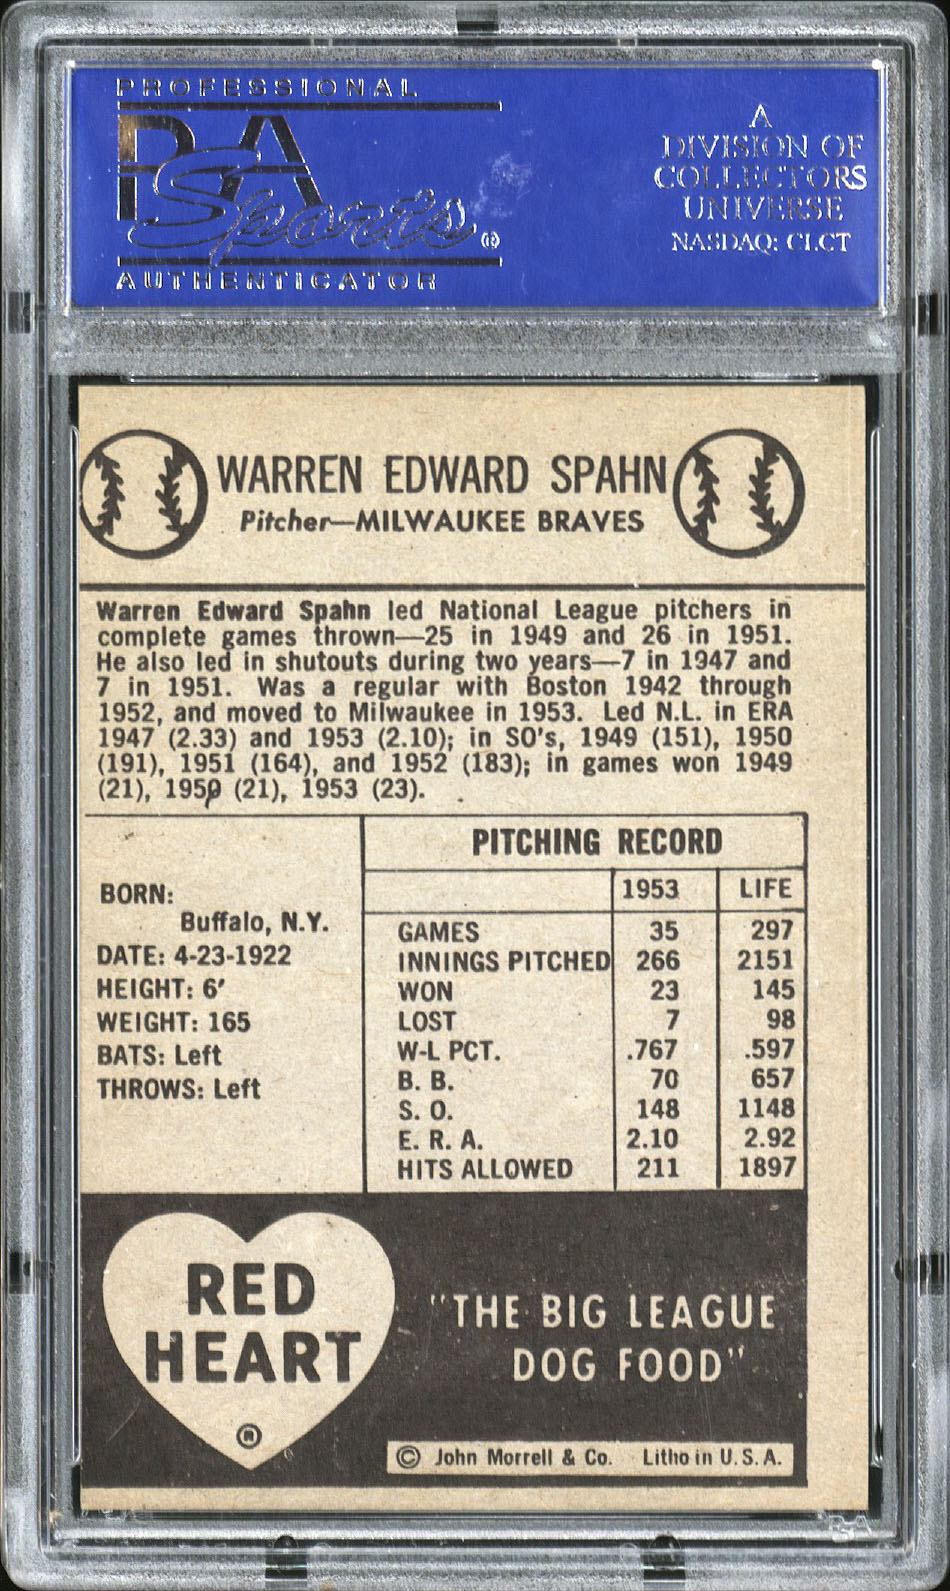 PROFESSIONAL
PSA
Sports®
AUTHENTICATOR
A
DIVISION OF
COLLECTORS
UNIVERSE
NASDAQ: CLCT
WARREN EDWARD SPAHN
Pitcher—MILWAUKEE BRAVES
Warren Edward Spahn led National League pitchers in
complete games thrown—25 in 1949 and 26 in 1951.
He also led in shutouts during two years—7 in 1947 and
7 in 1951. Was a regular with Boston 1942 through
1952, and moved to Milwaukee in 1953. Led N.L. in ERA
1947 (2.33) and 1953 (2.10); in SO's, 1949 (151), 1950
(191), 1951 (164), and 1952 (183); in games won 1949
(21), 1950 (21), 1953 (23).
BORN:
Buffalo, N.Y.
DATE: 4-23-1922
HEIGHT: 6'
WEIGHT: 165
BATS: Left
THROWS: Left
PITCHING RECORD
1953 LIFE
GAMES 35 297
INNINGS PITCHED 266 2151
WON 23 145
LOST 7 98
W-L PCT. .767 .597
B. B. 70 657
S. O. 148 1148
E. R. A. 2.10 2.92
HITS ALLOWED 211 1897
RED
HEART
®
"THE BIG LEAGUE
DOG FOOD"
© John Morrell & Co. Litho in U. S. A.
PSA